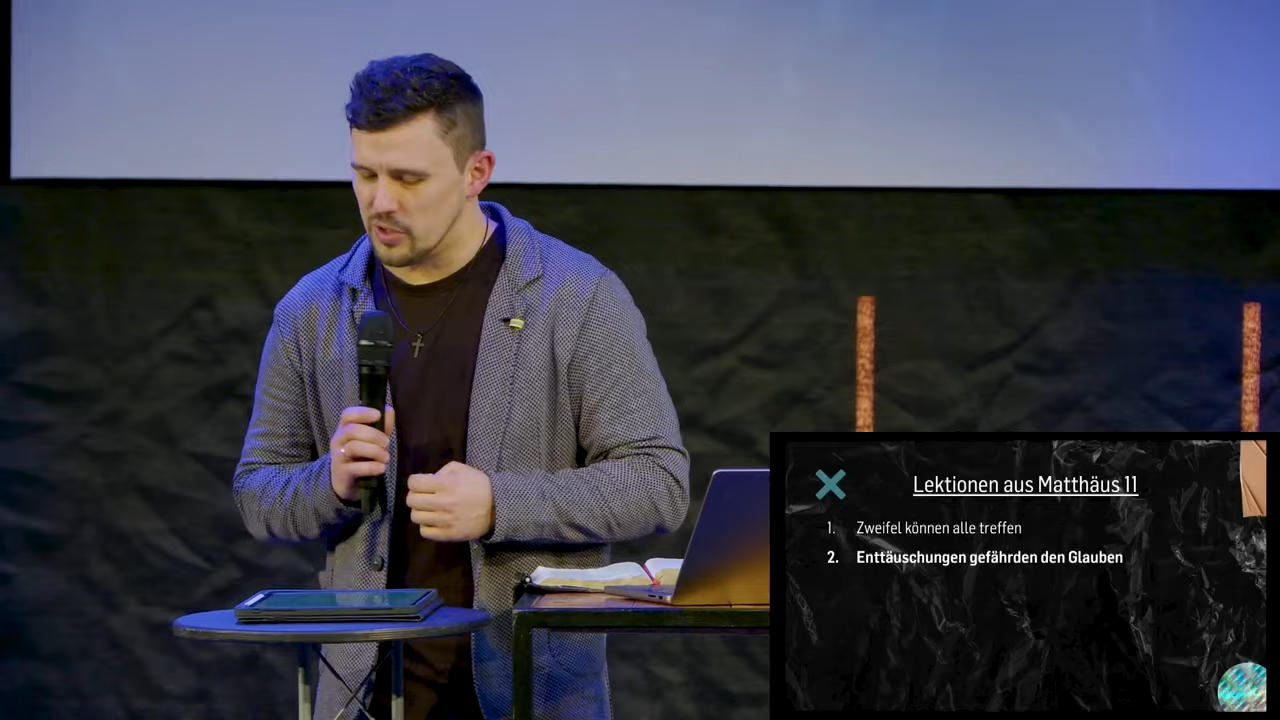 Lektionen aus Matthäus 11
1. Zweifel können alle treffen
2. Enttäuschungen gefährden den Glauben